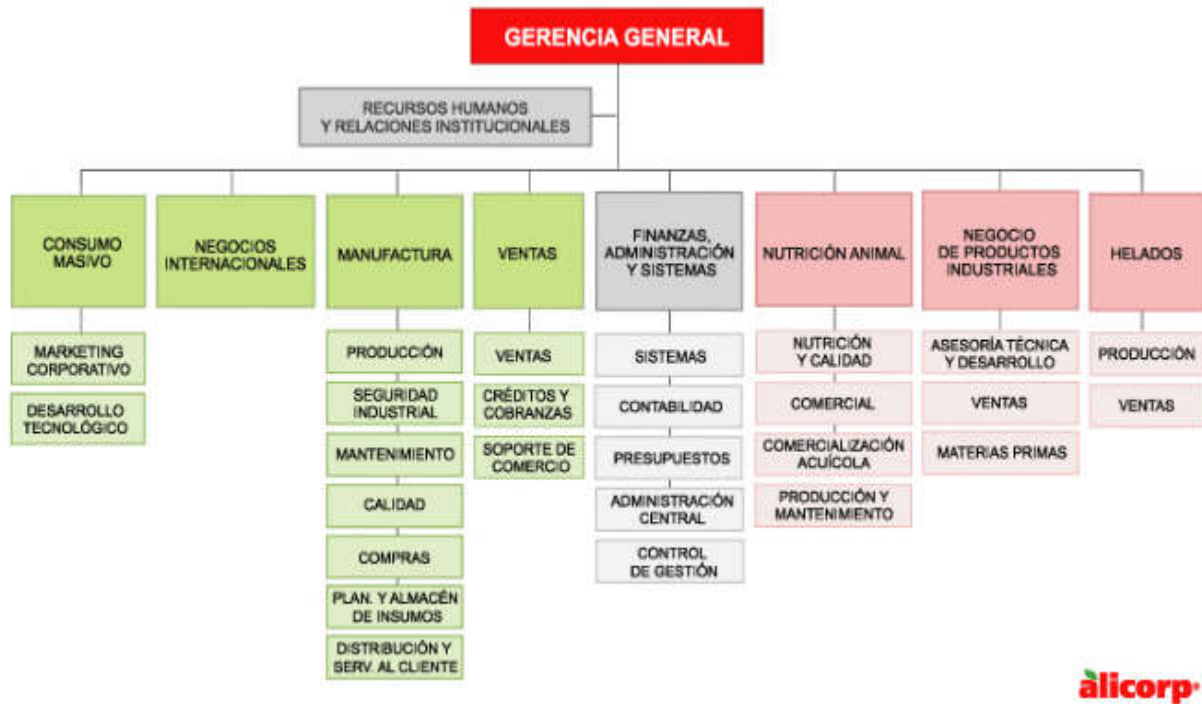 GERENCIA GENERAL
RECURSOS HUMANOS
Y RELACIONES INSTITUCIONALES
CONSUMO
MASIVO
MARKETING
CORPORATIVO
DESARROLLO
TECNOLÓGICO
NEGOCIOS
INTERNACIONALES
MANUFACTURA
PRODUCCIÓN
SEGURIDAD
INDUSTRIAL
MANTENIMIENTO
CALIDAD
COMPRAS
PLAN. Y ALMACÉN
DE INSUMOS
DISTRIBUCIÓN Y
SERV. AL CLIENTE
VENTAS
VENTAS
CRÉDITOS Y
COBRANZAS
SOPORTE DE
COMERCIO
FINANZAS,
ADMINISTRACIÓN
Y SISTEMAS
SISTEMAS
CONTABILIDAD
PRESUPUESTOS
ADMINISTRACIÓN
CENTRAL
CONTROL
DE GESTIÓN
NUTRICIÓN ANIMAL
NUTRICIÓN
Y CALIDAD
COMERCIAL
COMERCIALIZACIÓN
ACUÍCOLA
PRODUCCIÓN Y
MANTENIMIENTO
NEGOCIO
DE PRODUCTOS
INDUSTRIALES
ASESORÍA TÉCNICA
Y DESARROLLO
VENTAS
MATERIAS PRIMAS
HELADOS
PRODUCCIÓN
VENTAS
alicorp